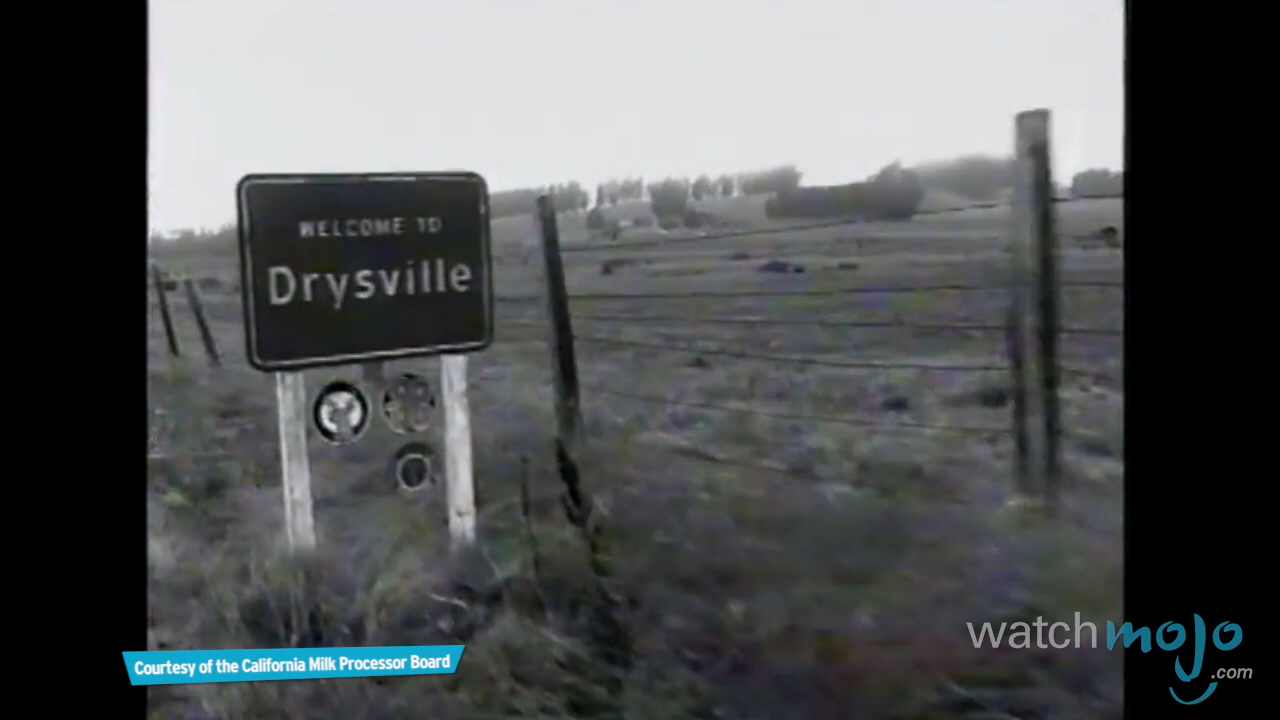 WELCOME TO
Drysville
Courtesy of the California Milk Processor Board
watchmojo
.com